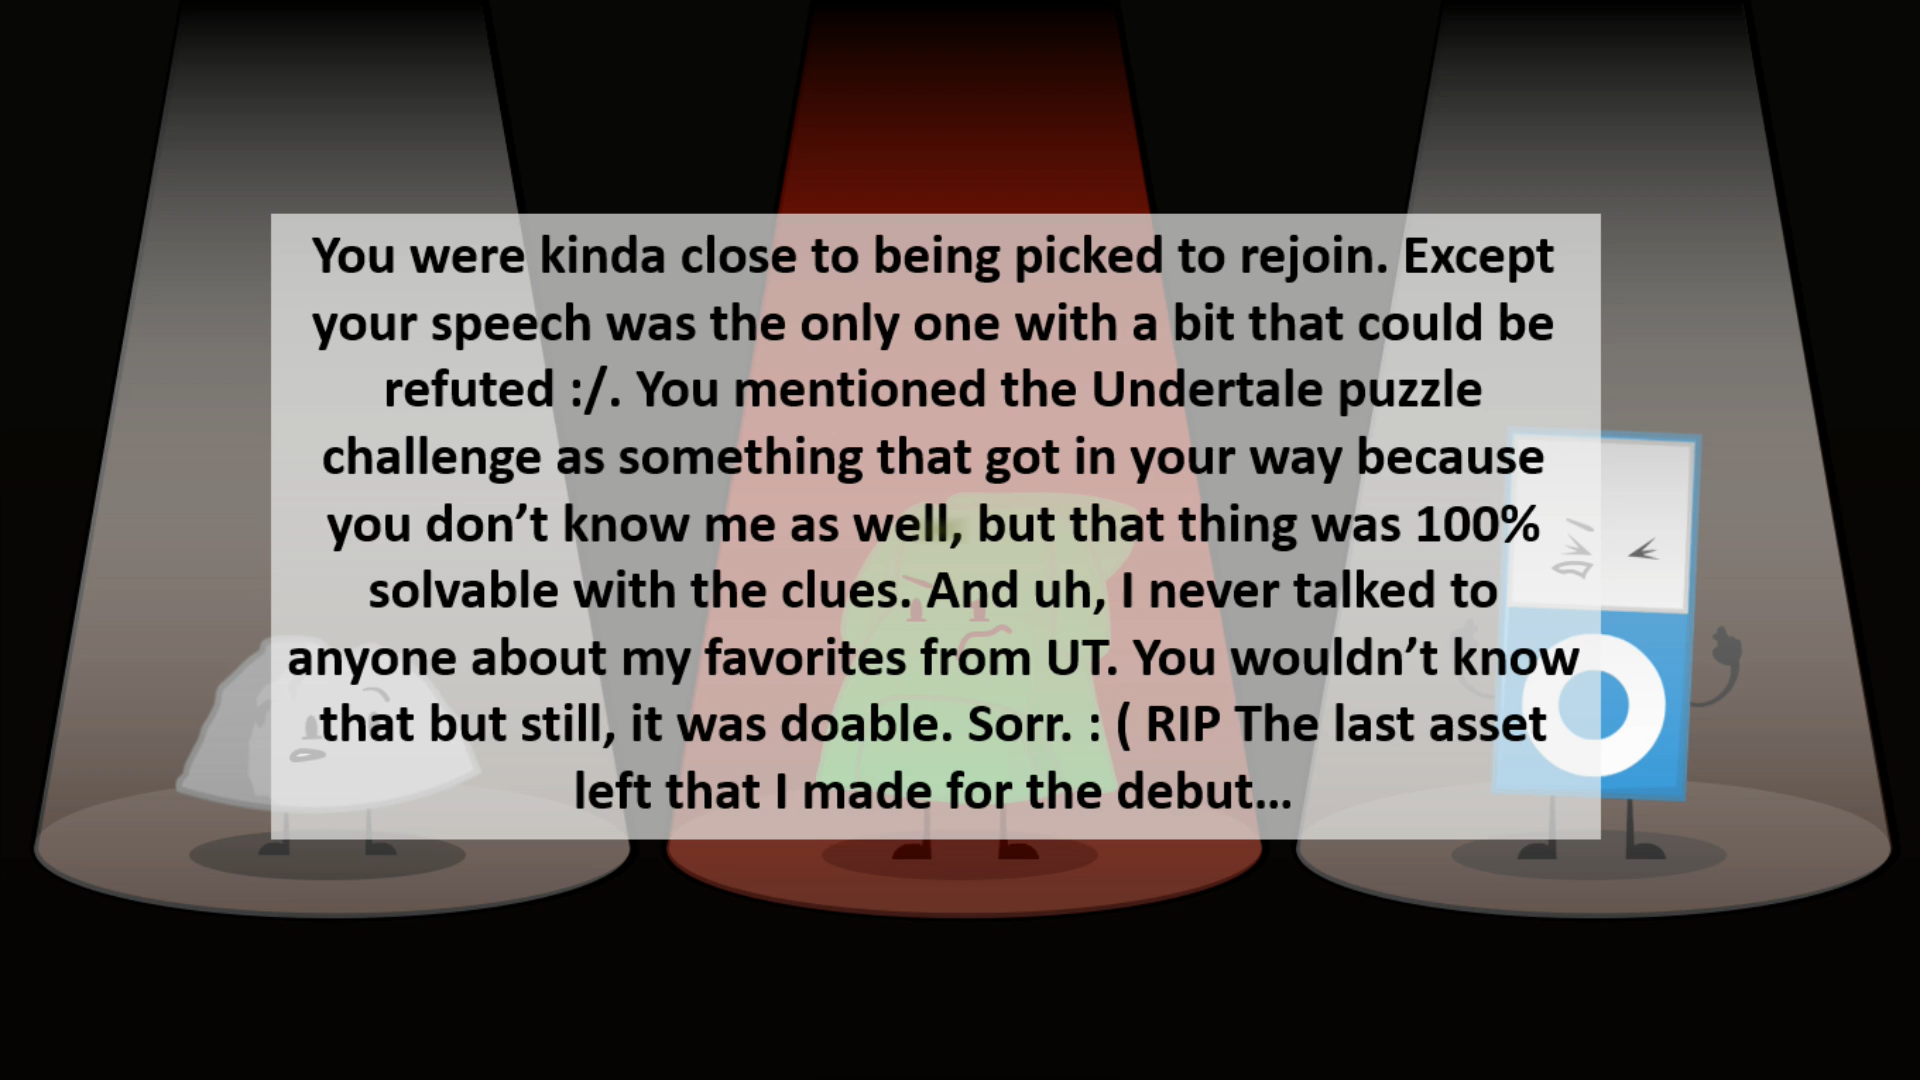 You were kinda close to being picked to rejoin. Except
your speech was the only one with a bit that could be
refuted :/. You mentioned the Undertale puzzle
challenge as something that got in your way because
you don’t know me as well, but that thing was 100%
solvable with the clues. And uh, I never talked to
anyone about my favorites from UT. You wouldn’t know
that but still, it was doable. Sorr. : ( RIP The last asset
left that I made for the debut...